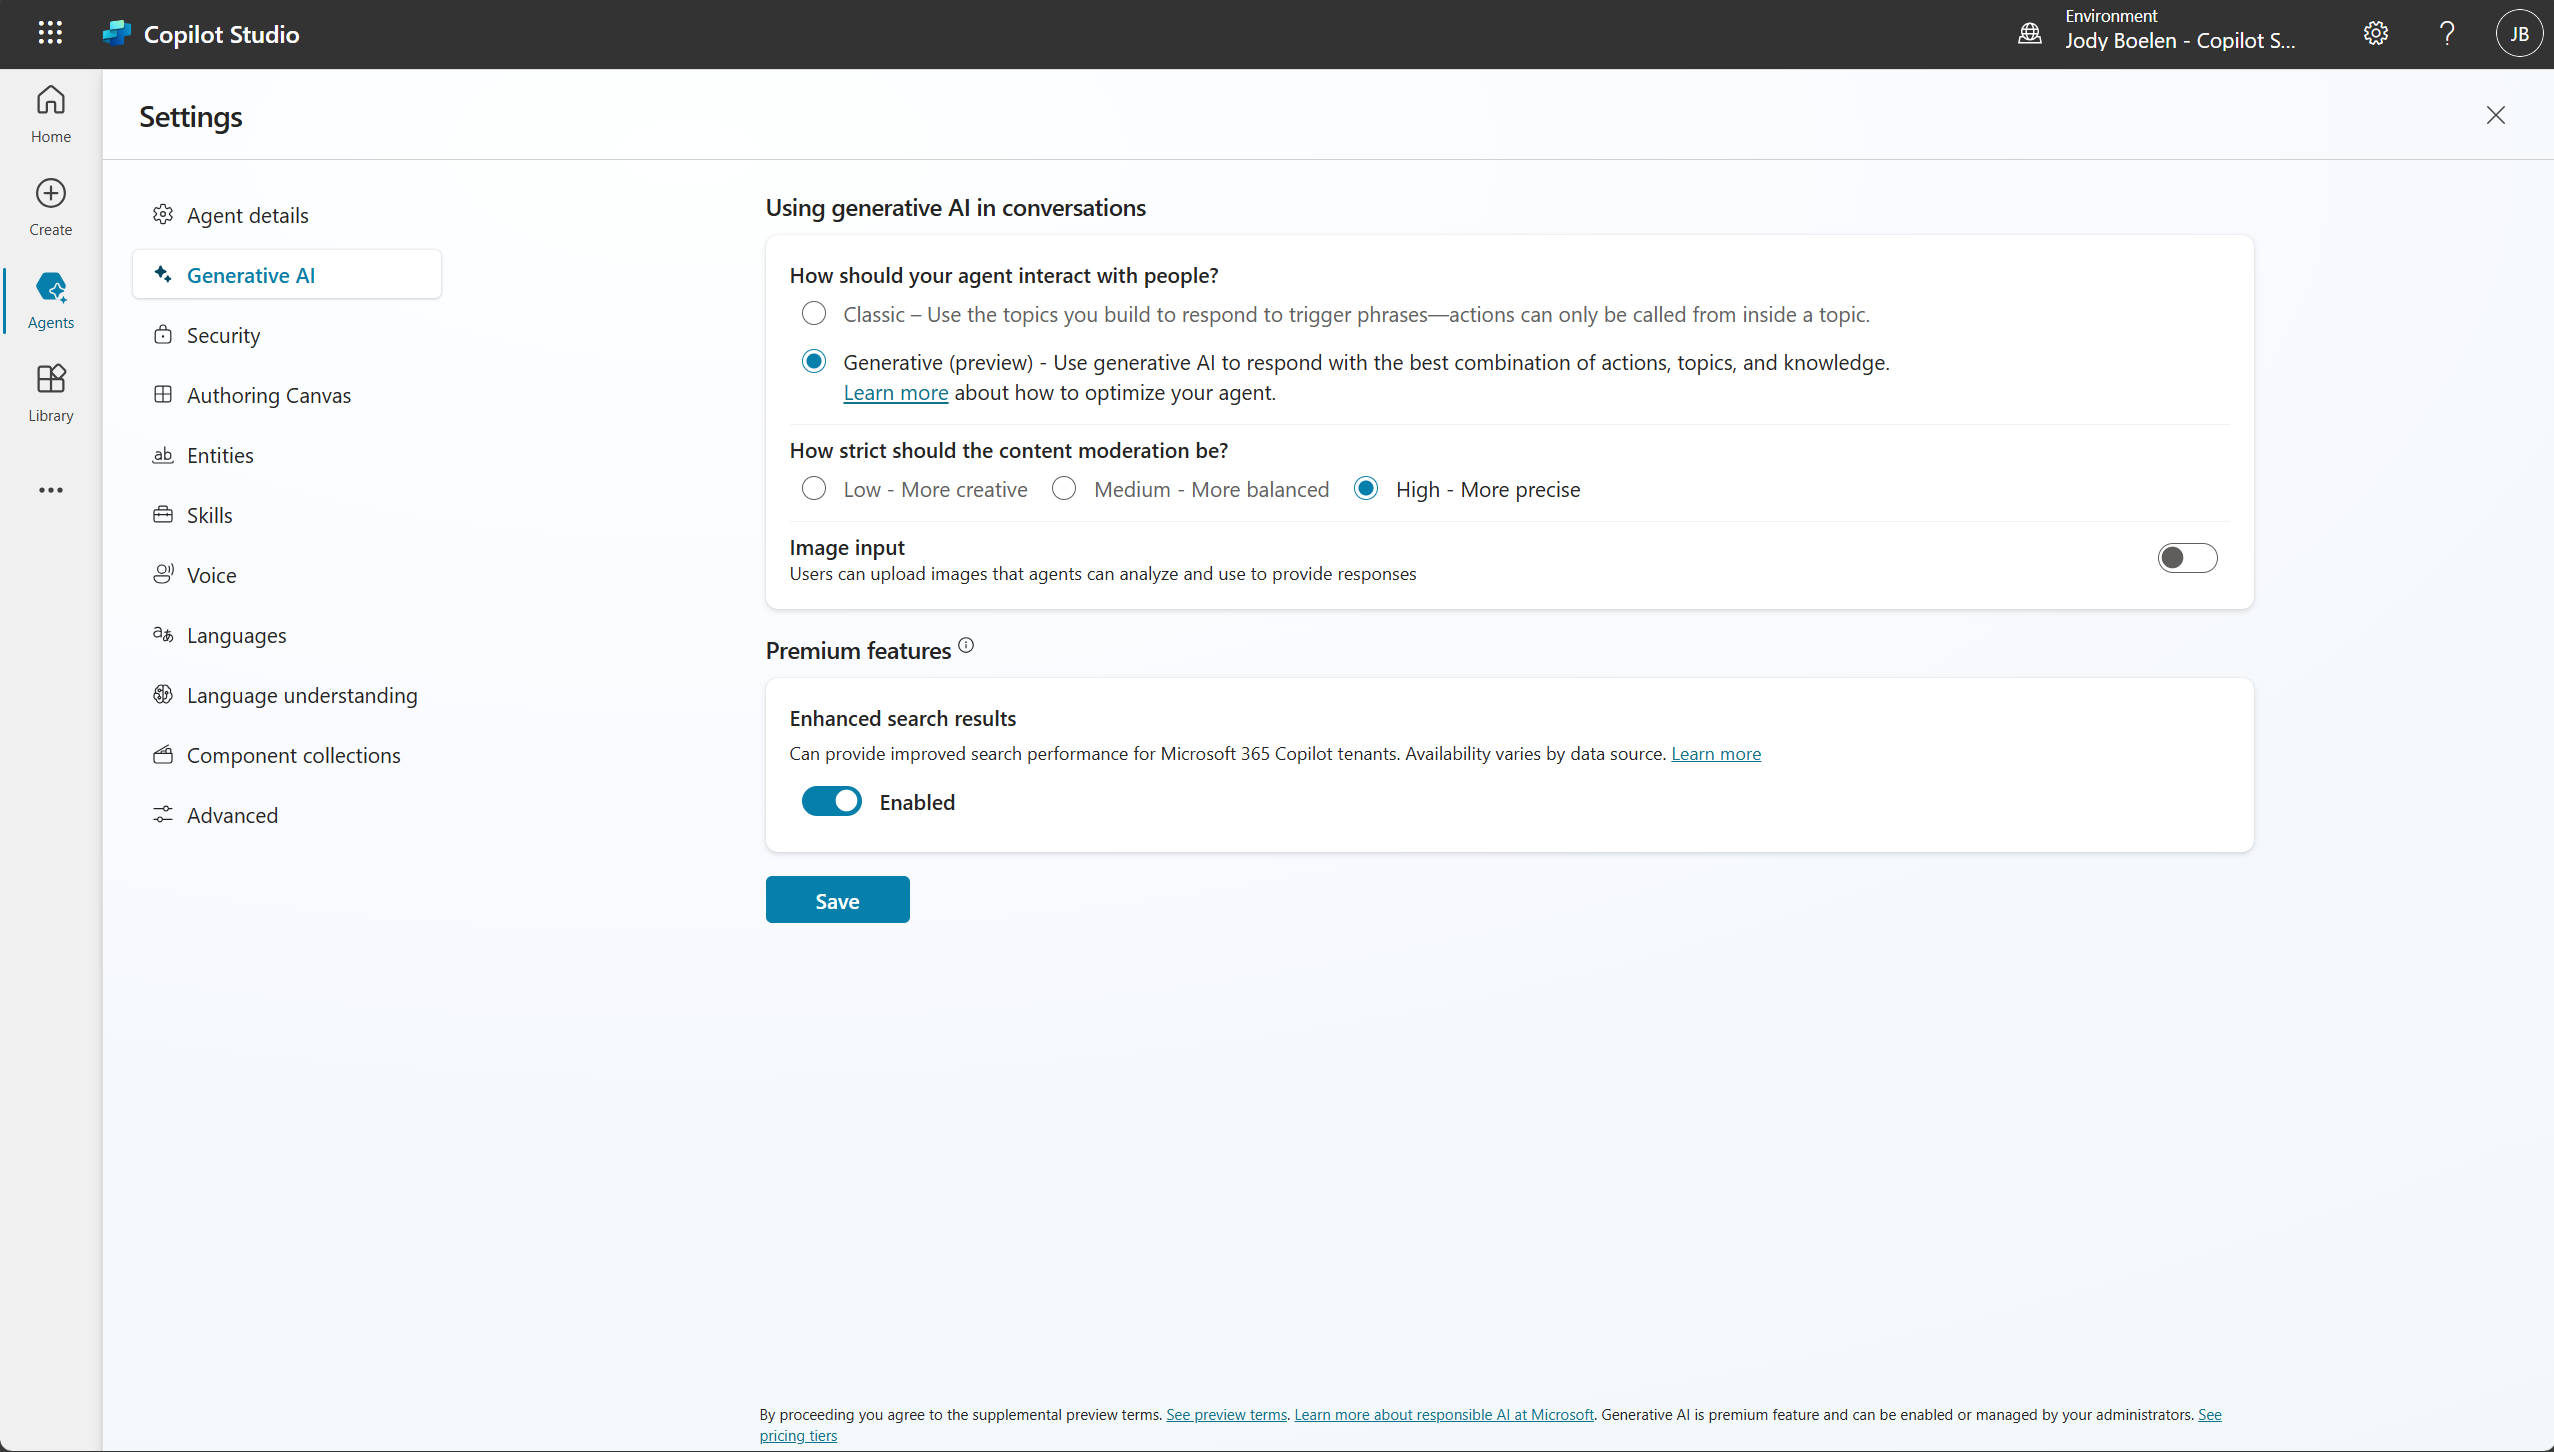 Copilot Studio
Environment
Jody Boelen - Copilot S...
JB
Home
Create
Agents
Library
Settings
Agent details
Generative AI
Security
Authoring Canvas
Entities
Skills
Voice
Languages
Language understanding
Component collections
Advanced
Using generative AI in conversations
How should your agent interact with people?
Classic – Use the topics you build to respond to trigger phrases—actions can only be called from inside a topic.
Generative (preview) - Use generative AI to respond with the best combination of actions, topics, and knowledge.
Learn more about how to optimize your agent.
How strict should the content moderation be?
Low - More creative Medium - More balanced High - More precise
Image input
Users can upload images that agents can analyze and use to provide responses
Premium features
Enhanced search results
Can provide improved search performance for Microsoft 365 Copilot tenants. Availability varies by data source. Learn more
Enabled
Save
By proceeding you agree to the supplemental preview terms. See preview terms. Learn more about responsible AI at Microsoft. Generative AI is premium feature and can be enabled or managed by your administrators. See
pricing tiers